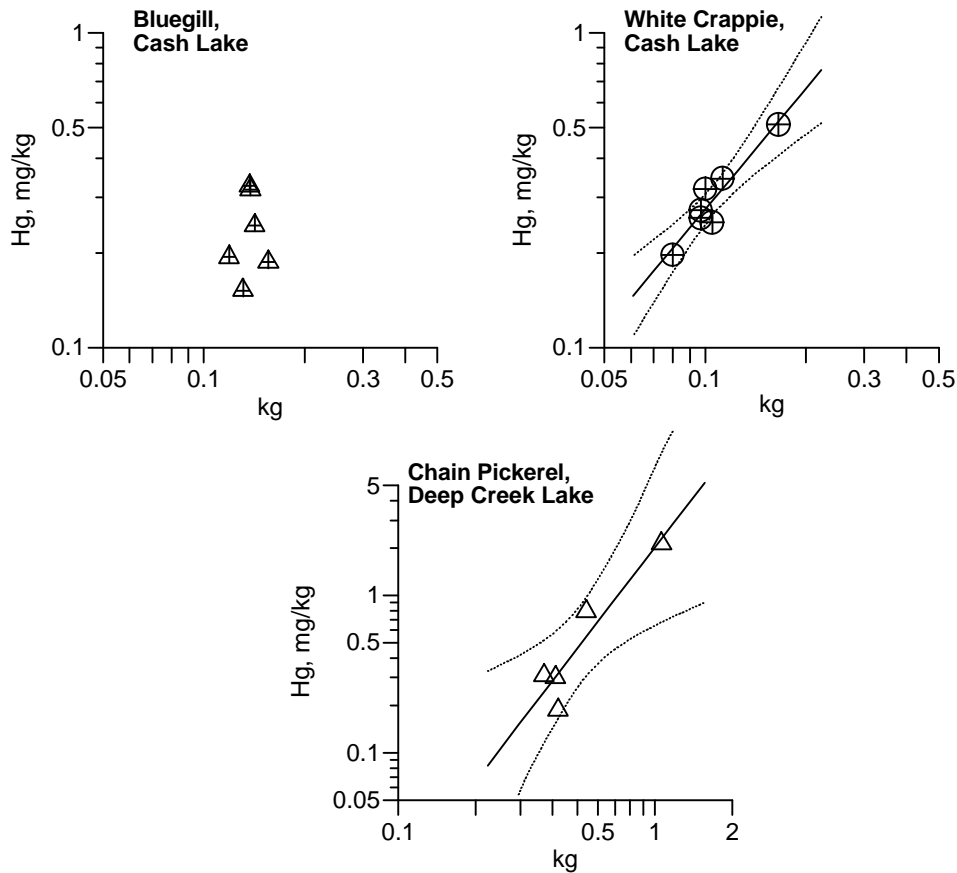 Bluegill,
Cash Lake
1
0.5
0.1
Hg, mg/kg
0.05
0.1
0.3
0.5
kg
White Crappie,
Cash Lake
1
0.5
0.1
Hg, mg/kg
0.05
0.1
0.3
0.5
kg
Chain Pickerel,
Deep Creek Lake
5
1
0.5
0.1
0.05
Hg, mg/kg
0.1
0.5
1
2
kg